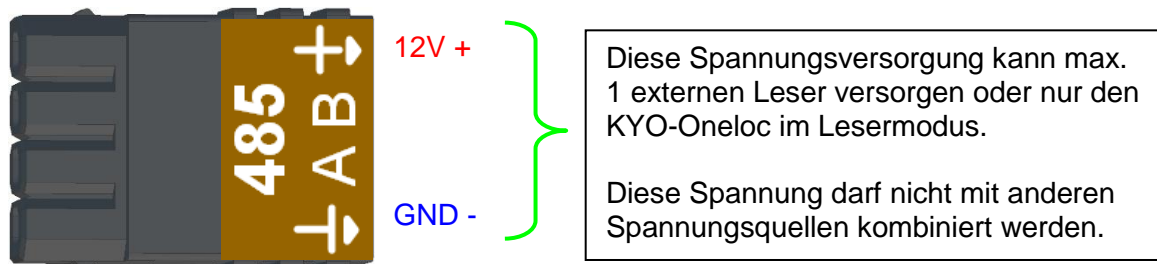 485
A B
12V +
GND -
Diese Spannungsversorgung kann max.
1 externen Leser versorgen oder nur den
KYO-Oneloc im Lesermodus.
Diese Spannung darf nicht mit anderen
Spannungsquellen kombiniert werden.